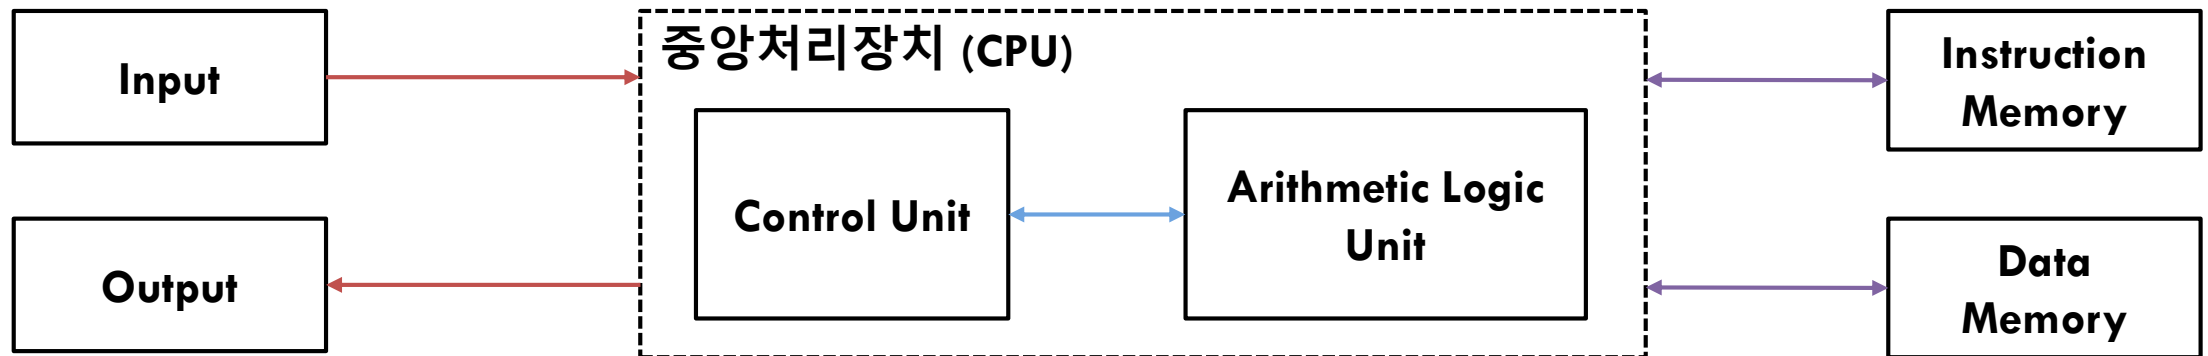 Input
Output
중앙처리장치 (CPU)
Control Unit
Arithmetic Logic
Unit
Instruction
Memory
Data
Memory